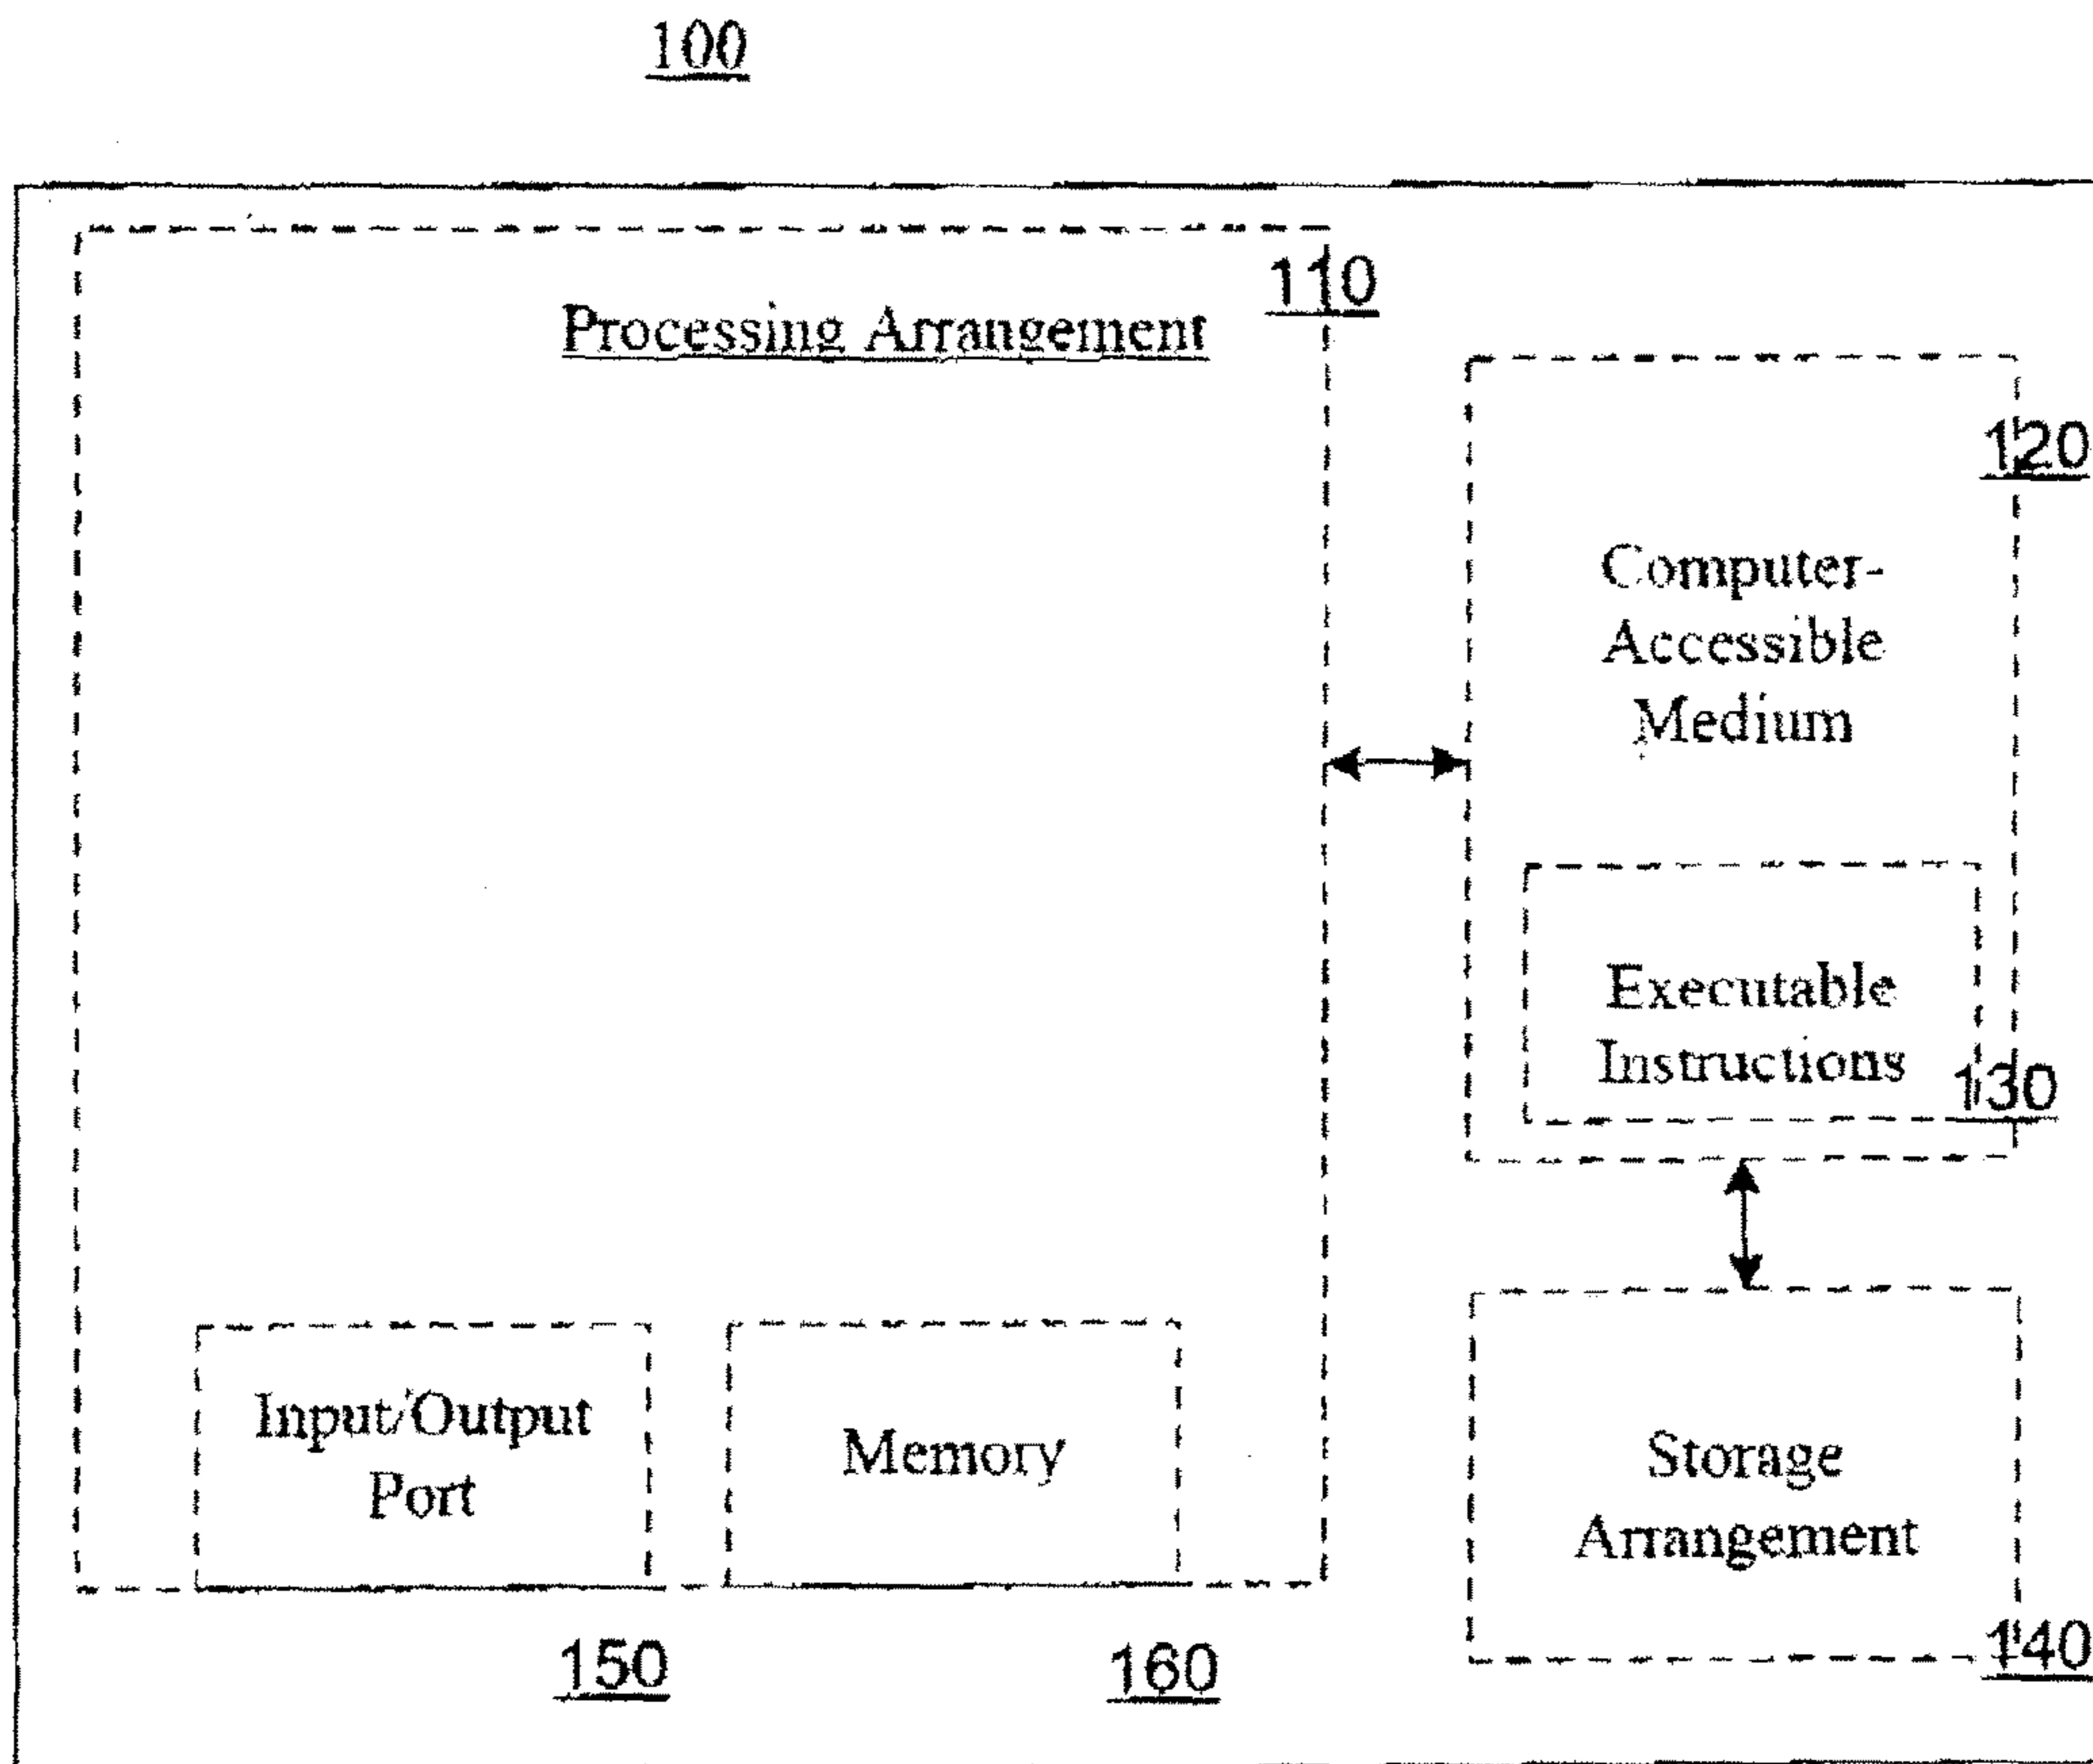 100
110
Processing Arrangement
120
Computer-
Accessible
Medium
Executable
Instructions
130
Input/Output
Port
Memory
Storage
Arrangement
140
150
160